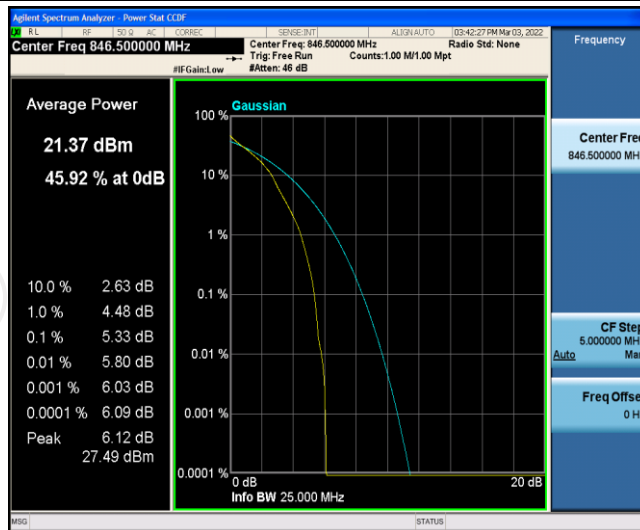 Agilent Spectrum Analyzer - Power Stat CCDF
LXI RL RF 50 Ω AC CORREC SENSE:INT ALIGN AUTO 03:42:27 PM Mar 03, 2022
Center Freq 846.500000 MHz
Center Freq: 846.500000 MHz Radio Std: None
Trig: Free Run Counts:1.00 M/1.00 Mpt
#IFGain:Low #Atten: 46 dB
Frequency
Average Power
21.37 dBm
45.92 % at 0dB
10.0 % 2.63 dB
1.0 % 4.48 dB
0.1 % 5.33 dB
0.01 % 5.80 dB
0.001 % 6.03 dB
0.0001 % 6.09 dB
Peak 6.12 dB
27.49 dBm
Gaussian
100 %
10 %
1 %
0.1 %
0.01 %
0.001 %
0.0001 %
0 dB 20 dB
Info BW 25.000 MHz
Center Freq
846.500000 MH
CF Step
5.000000 MH
Auto Man
Freq Offse
0 H
MSG STATUS